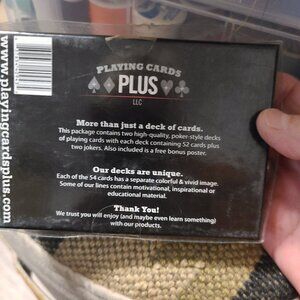 www.playingcardsplus.com
PLAYING CARDS
PLUS
LLC
More than just a deck of cards.
This package contains two high-quality, poker-style decks
of playing cards with each deck containing 52 cards plus
two jokers. Also included is a free bonus poster.
Our decks are unique.
Each of the 54 cards has a separate colorful & vivid image.
Some of our lines contain motivational, inspirational or
educational material.
Thank You!
We trust you will enjoy (and maybe even learn something)
with our products.